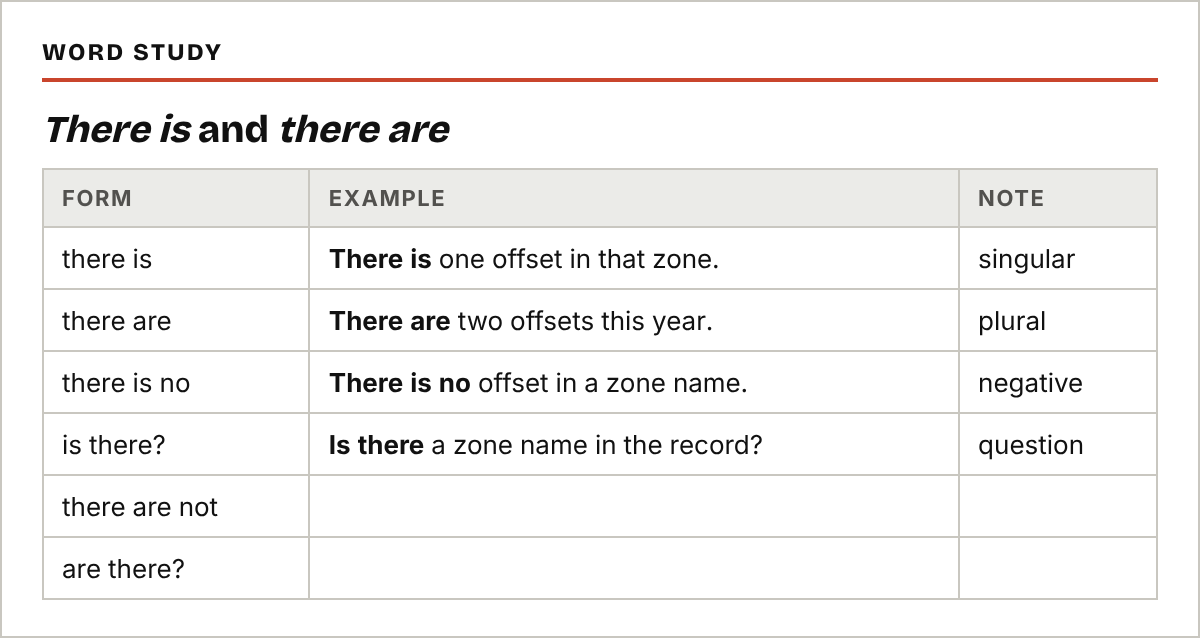 WORD STUDY
There is and there are
FORM EXAMPLE NOTE
there is There is one offset in that zone. singular
there are There are two offsets this year. plural
there is no There is no offset in a zone name. negative
is there? Is there a zone name in the record? question
there are not
are there?